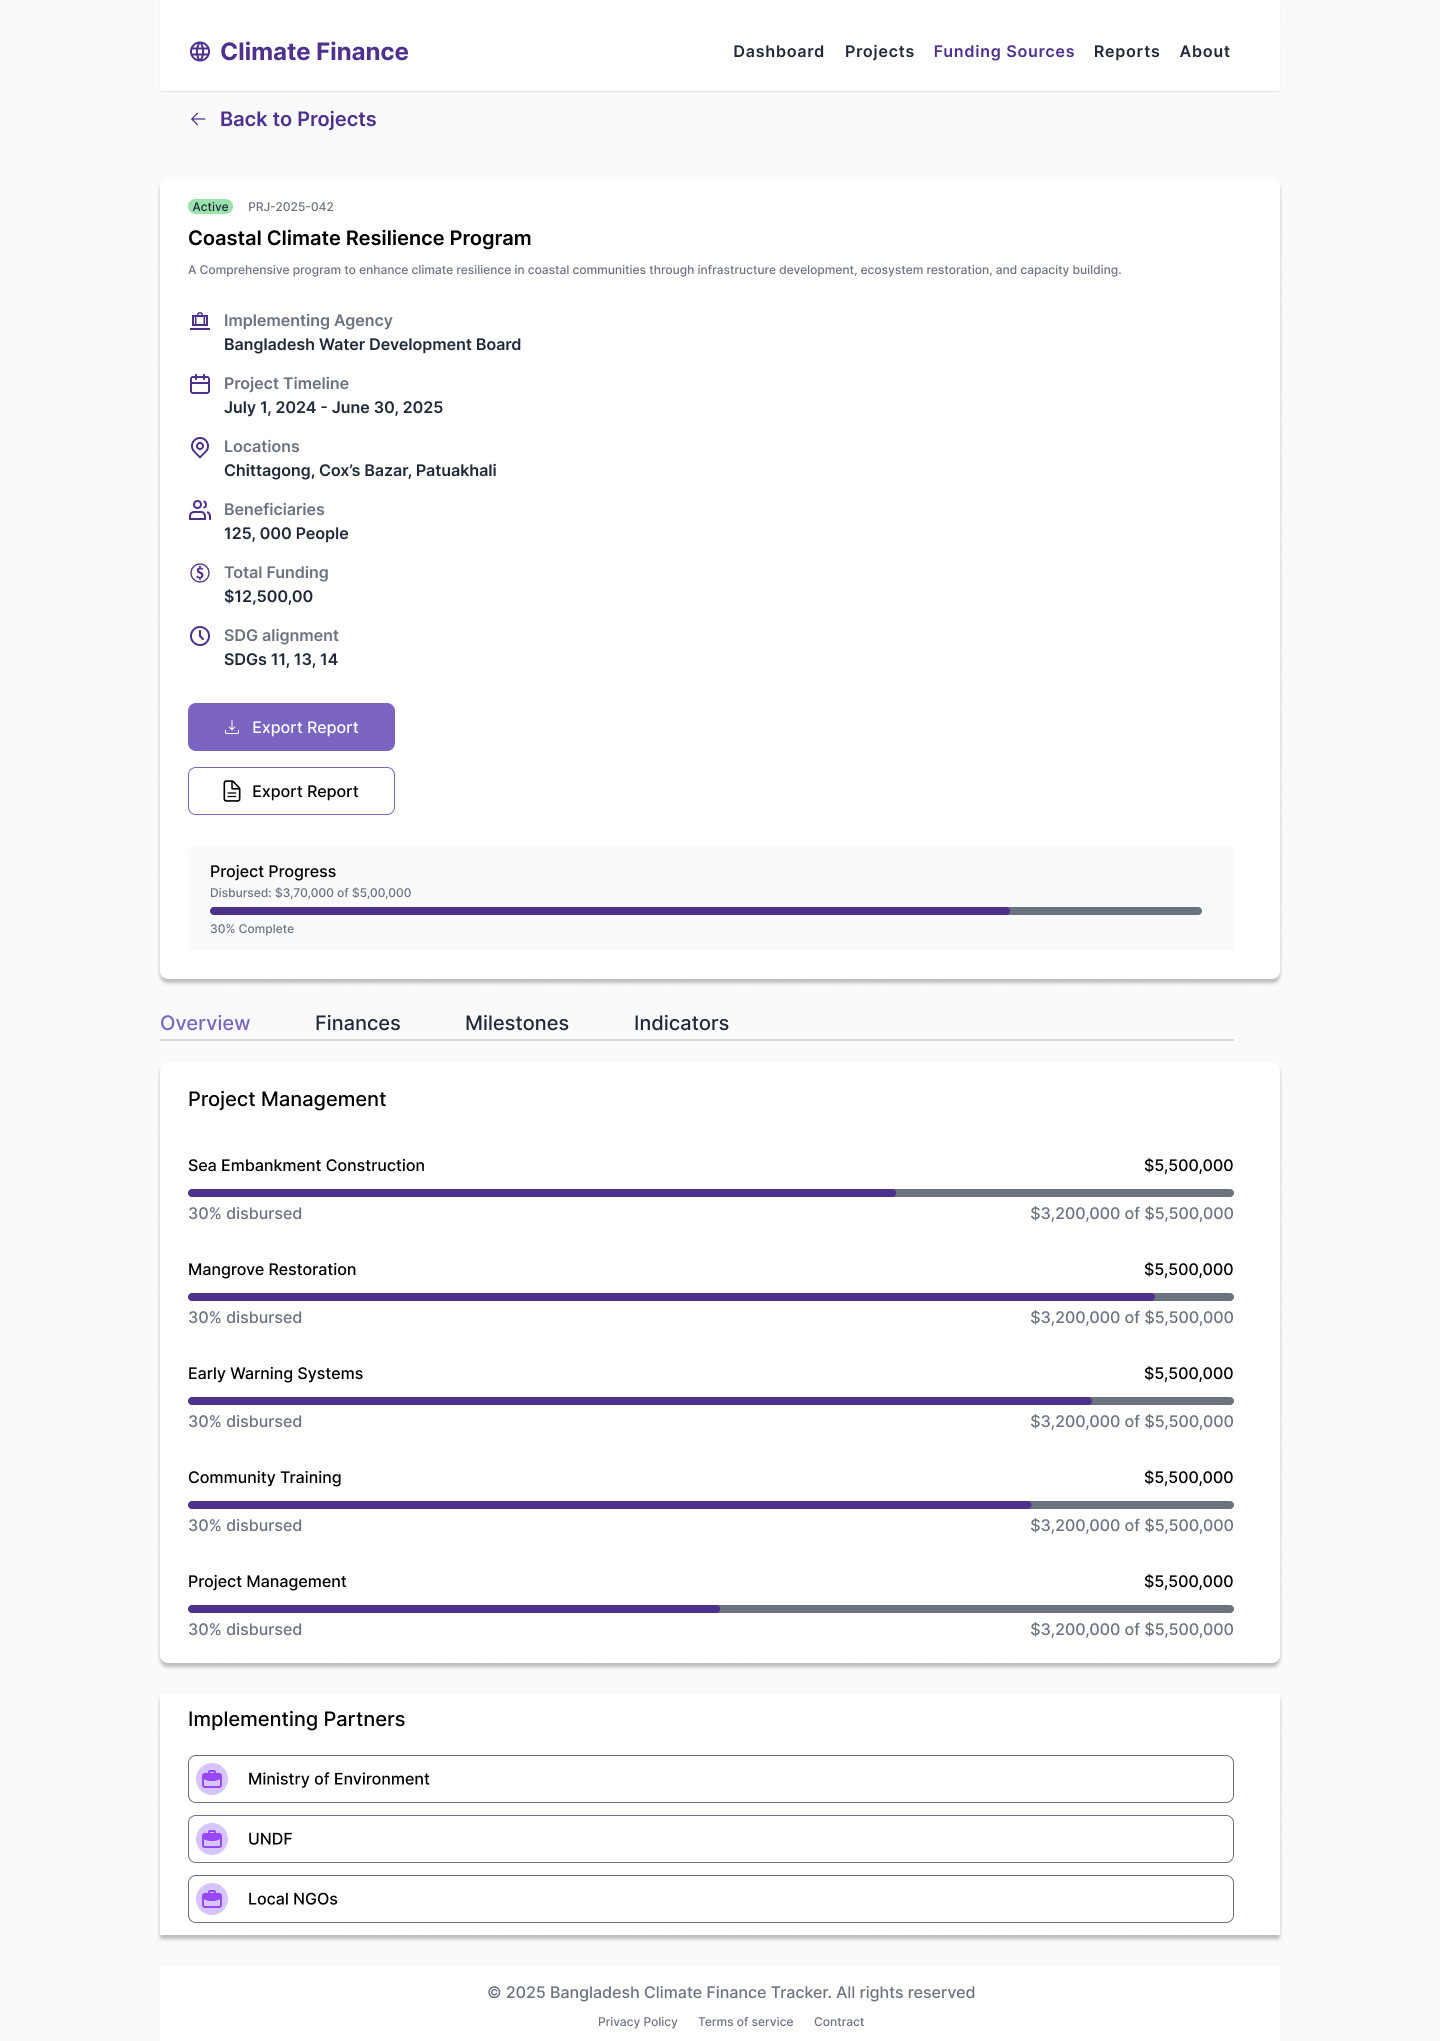 Climate Finance
Dashboard Projects Funding Sources Reports About
Back to Projects
Active PRJ-2025-042
Coastal Climate Resilience Program
A Comprehensive program to enhance climate resilience in coastal communities through infrastructure development, ecosystem restoration, and capacity building.
Implementing Agency
Bangladesh Water Development Board
Project Timeline
July 1, 2024 - June 30, 2025
Locations
Chittagong, Cox’s Bazar, Patuakhali
Beneficiaries
125, 000 People
Total Funding
$12,500,00
SDG alignment
SDGs 11, 13, 14
Export Report
Export Report
Project Progress
Disbursed: $3,70,000 of $5,00,000
30% Complete
Overview Finances Milestones Indicators
Project Management
Sea Embankment Construction $5,500,000
30% disbursed $3,200,000 of $5,500,000
Mangrove Restoration $5,500,000
30% disbursed $3,200,000 of $5,500,000
Early Warning Systems $5,500,000
30% disbursed $3,200,000 of $5,500,000
Community Training $5,500,000
30% disbursed $3,200,000 of $5,500,000
Project Management $5,500,000
30% disbursed $3,200,000 of $5,500,000
Implementing Partners
Ministry of Environment
UNDF
Local NGOs
© 2025 Bangladesh Climate Finance Tracker. All rights reserved
Privacy Policy Terms of service Contract